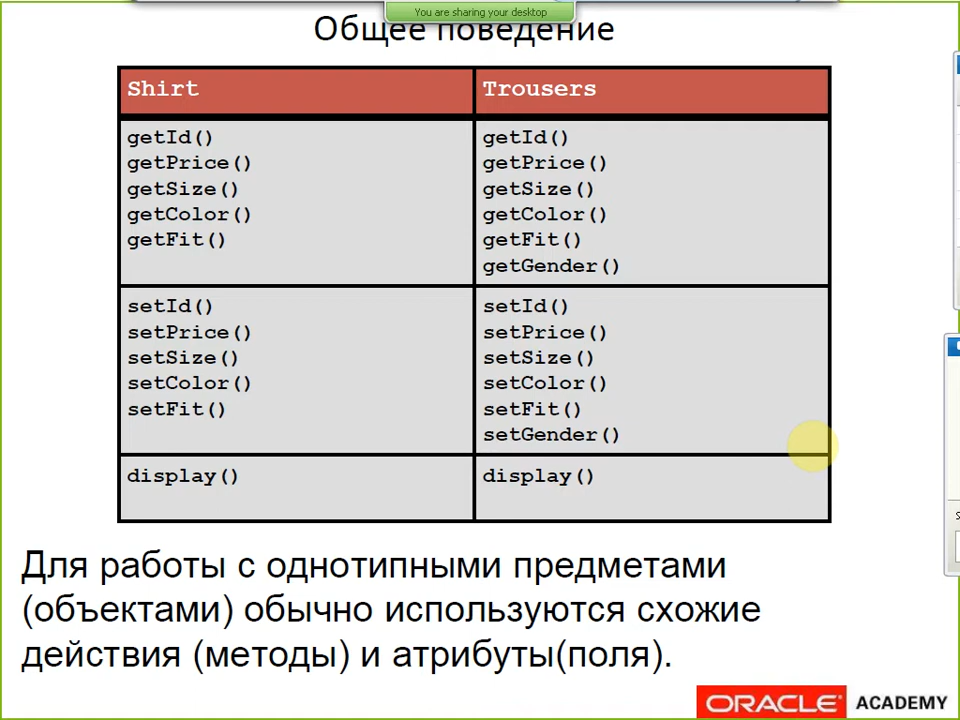 You are sharing your desktop
Общее поведение
Shirt
Trousers
getId()
getPrice()
getSize()
getColor()
getFit()
getId()
getPrice()
getSize()
getColor()
getFit()
getGender()
setId()
setPrice()
setSize()
setColor()
setFit()
setId()
setPrice()
setSize()
setColor()
setFit()
setGender()
display()
display()
Для работы с однотипными предметами
(объектами) обычно используются схожие
действия (методы) и атрибуты(поля).
ORACLE ACADEMY